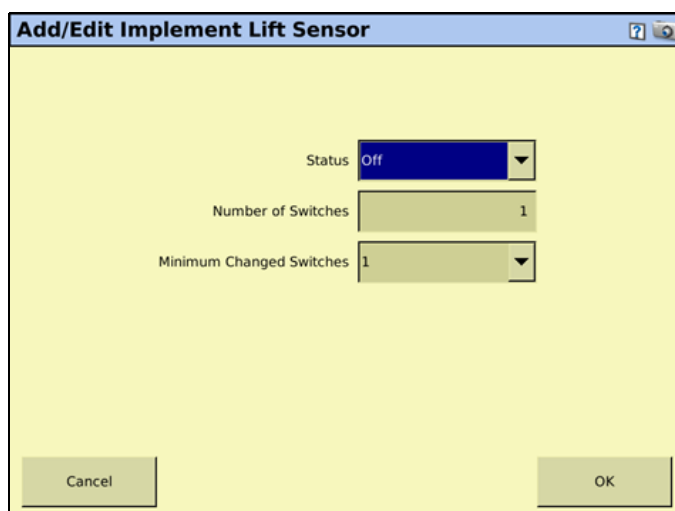 Add/Edit Implement Lift Sensor ?
Status Off
Number of Switches 1
Minimum Changed Switches 1
Cancel OK